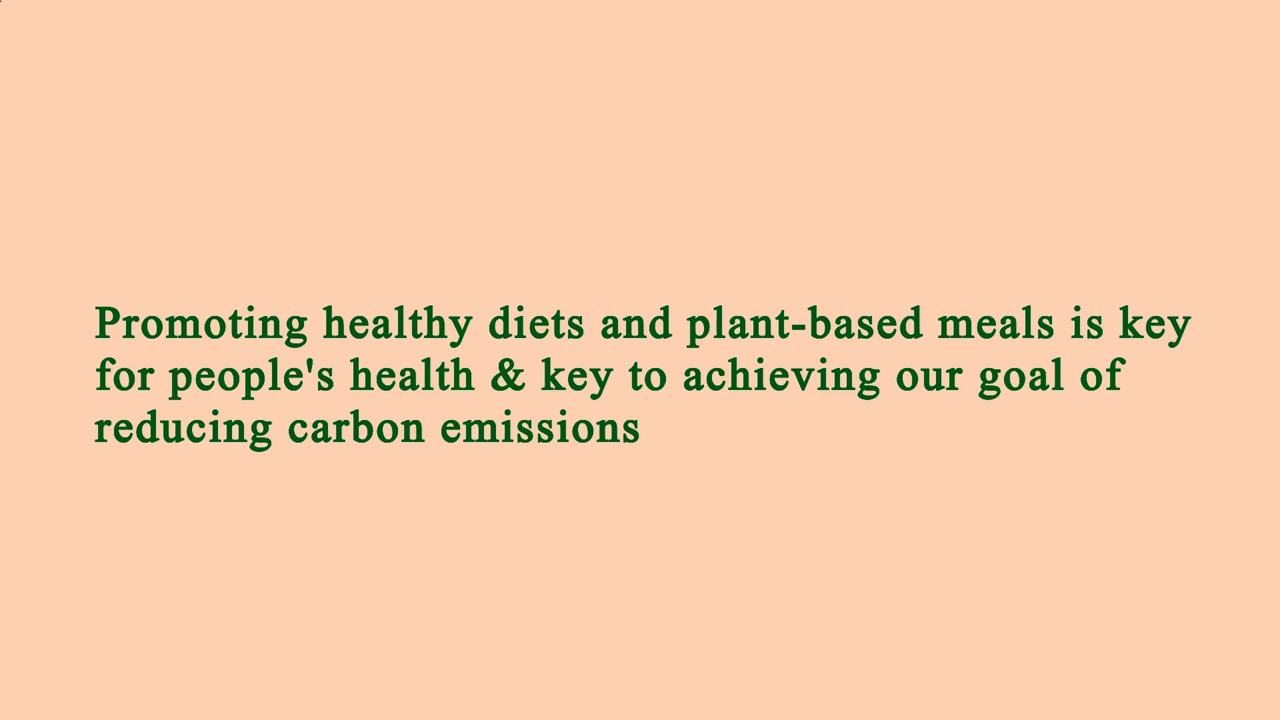 Promoting healthy diets and plant-based meals is key
for people's health & key to achieving our goal of
reducing carbon emissions